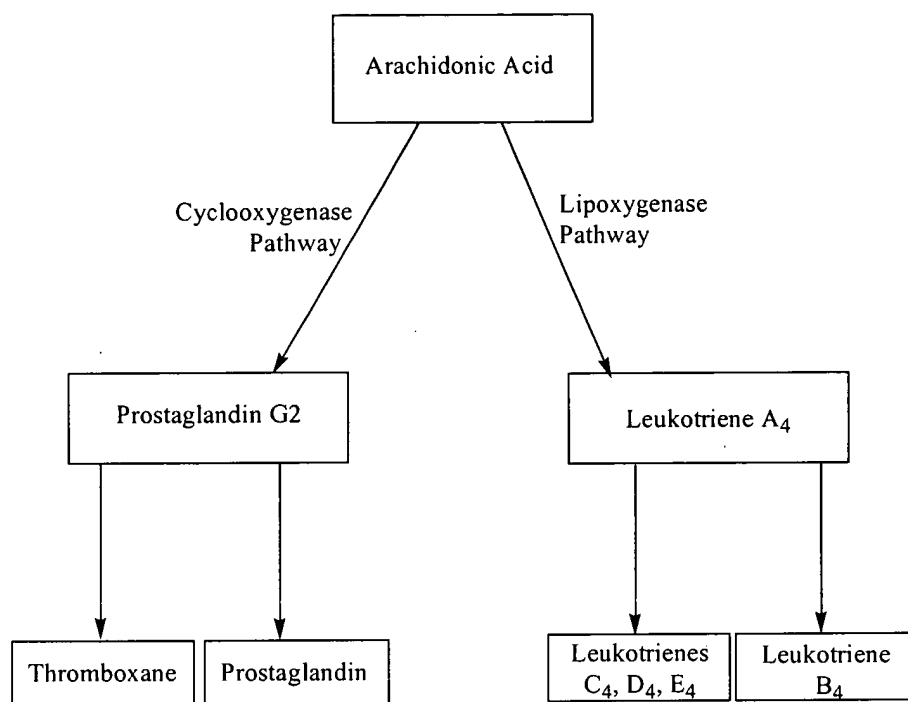 Arachidonic Acid
Cyclooxygenase
Pathway
Lipoxygenase
Pathway
Prostaglandin G2
Leukotriene A₄
Thromboxane
Prostaglandin
Leukotrienes
C₄, D₄, E₄
Leukotriene
B₄